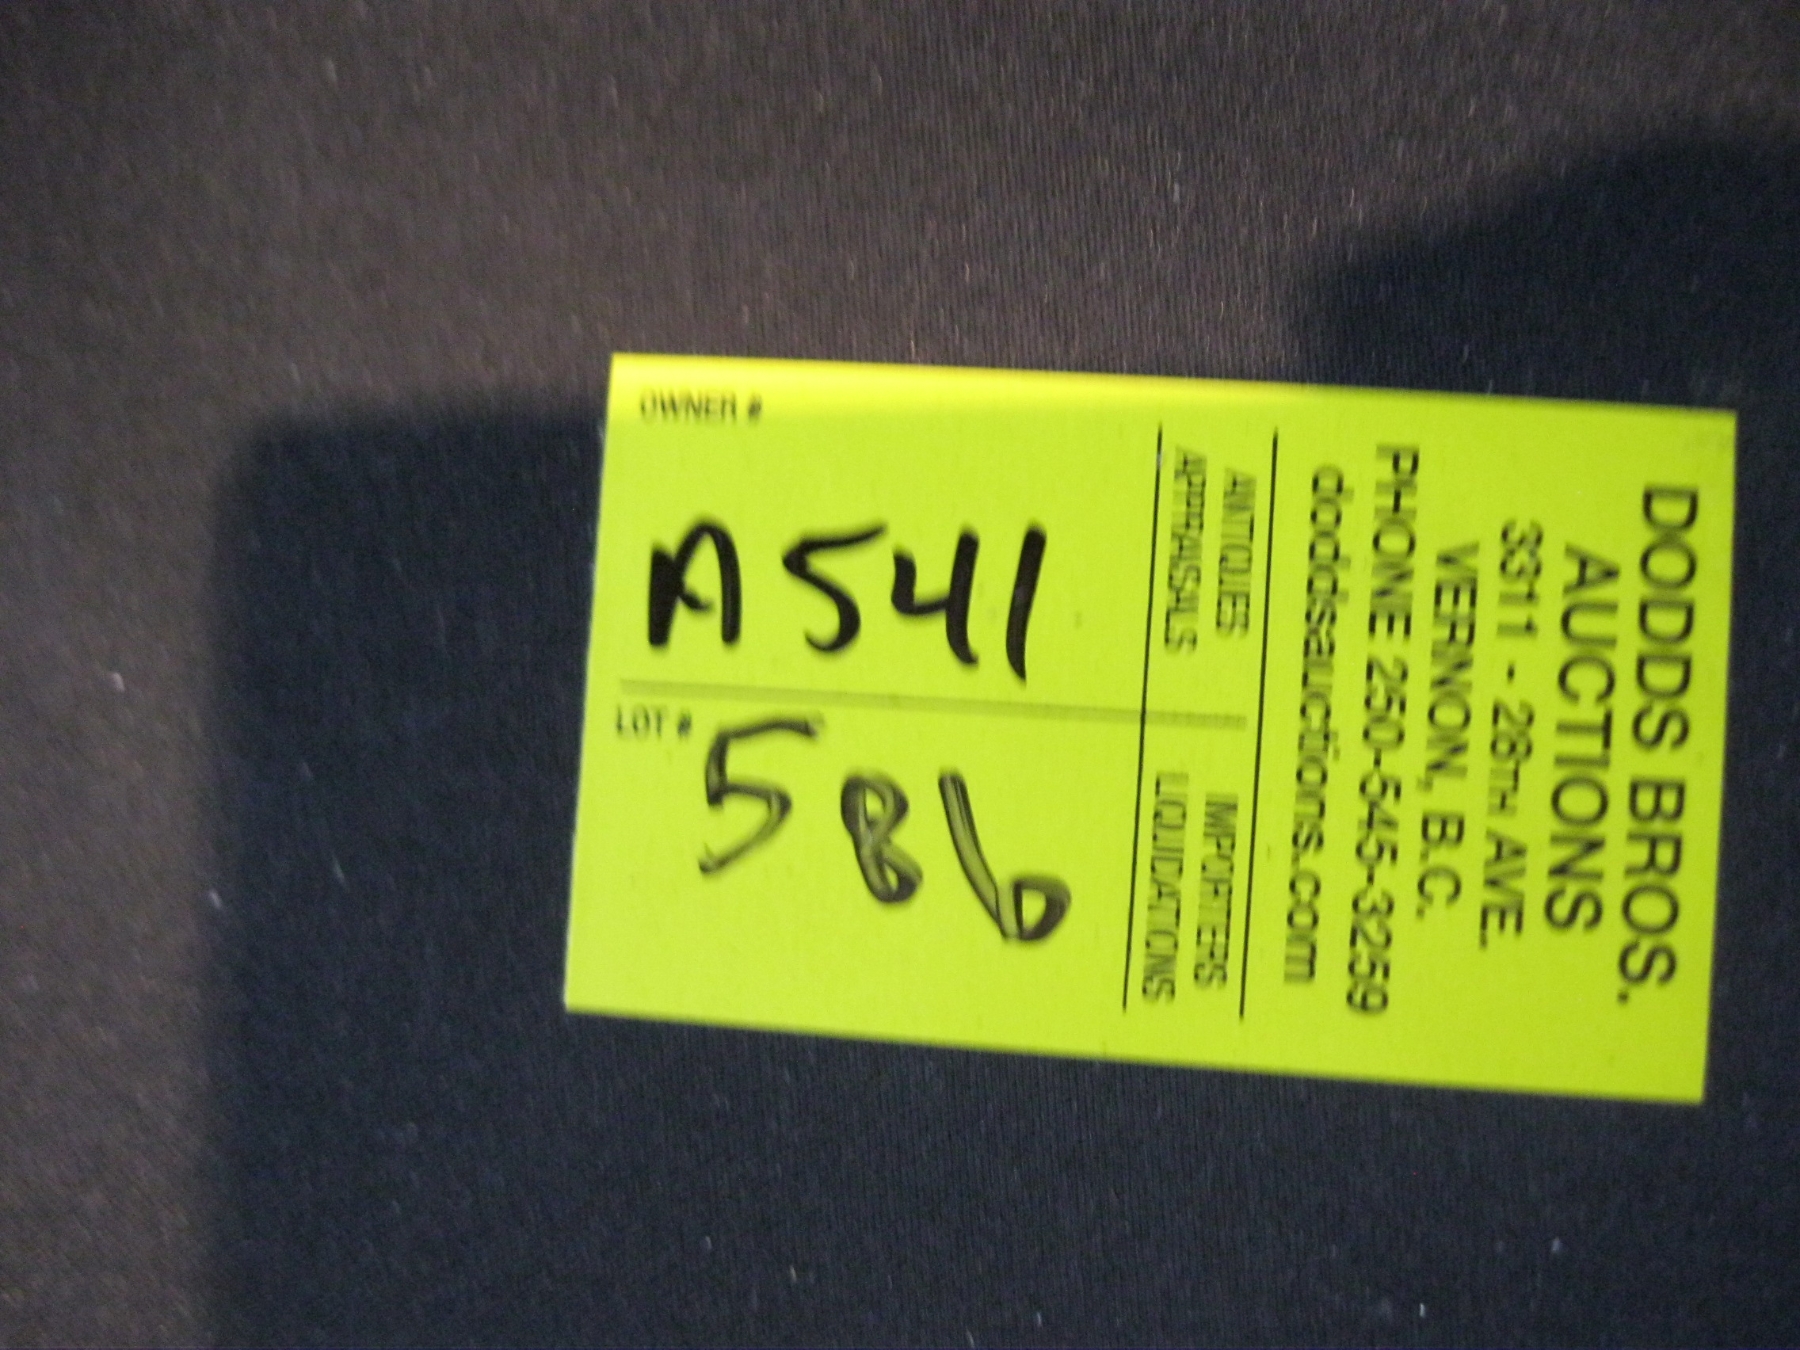 DODDS BROS.
AUCTIONS
3311 - 28TH AVE.
VERNON, B.C.
PHONE 250-545-3259
doddsauctions.com
ANTIQUES IMPORTERS
APPRAISALS LIQUIDATIONS
OWNER #
A541
LOT #
586